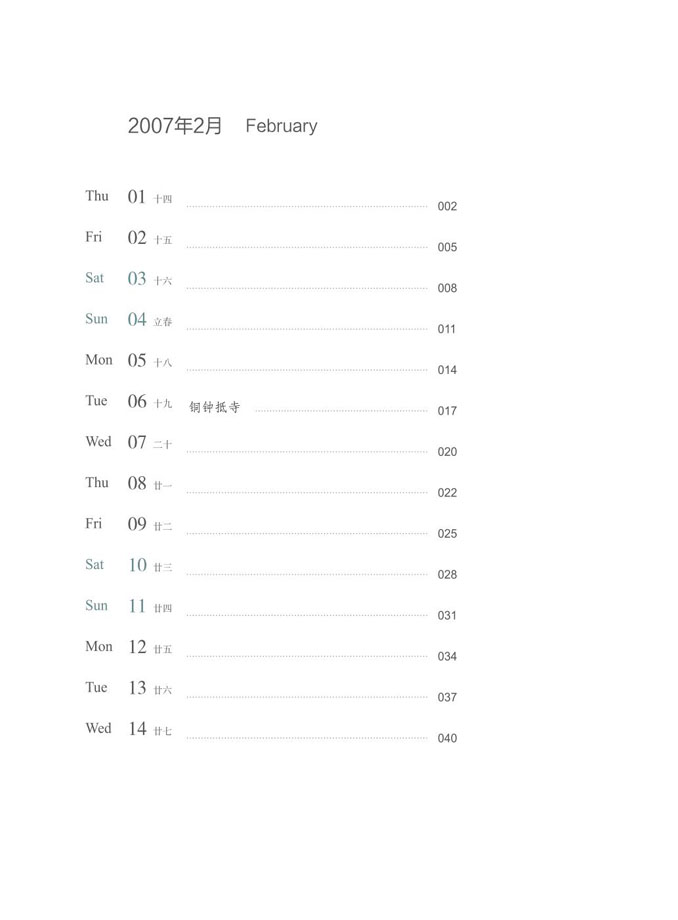 2007年2月 February
Thu 01 十四 002
Fri 02 十五 005
Sat 03 十六 008
Sun 04 立春 011
Mon 05 十八 014
Tue 06 十九 铜钟抵寺 017
Wed 07 二十 020
Thu 08 廿一 022
Fri 09 廿二 025
Sat 10 廿三 028
Sun 11 廿四 031
Mon 12 廿五 034
Tue 13 廿六 037
Wed 14 廿七 040